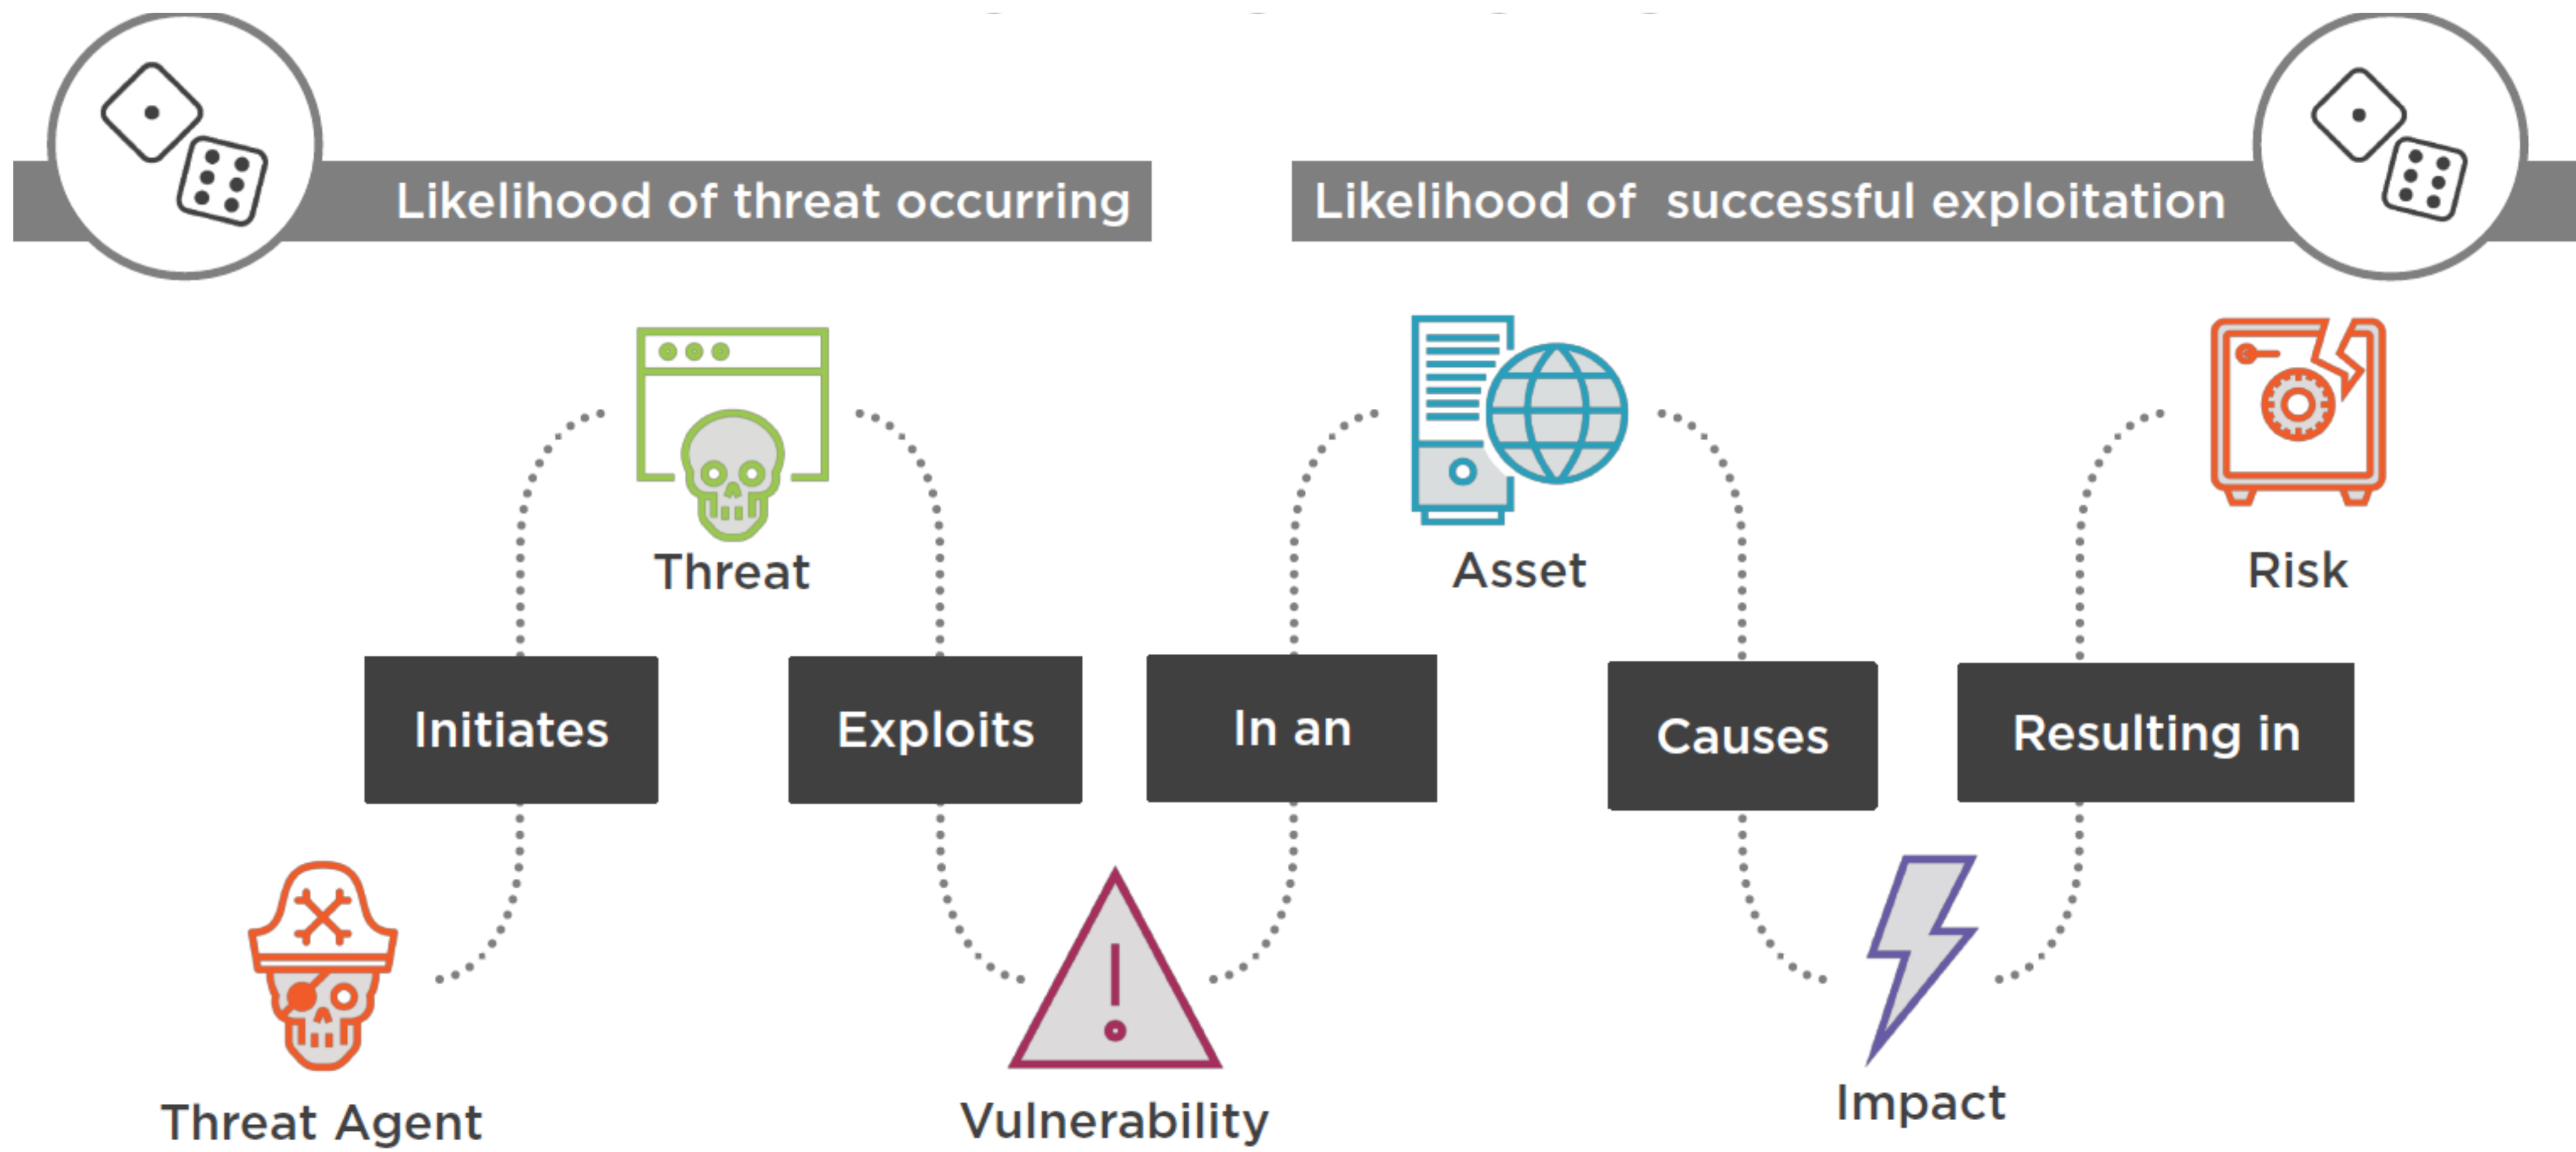 Likelihood of threat occurring
Likelihood of successful exploitation
Threat
Asset
Risk
Initiates
Exploits
In an
Causes
Resulting in
Threat Agent
Vulnerability
Impact